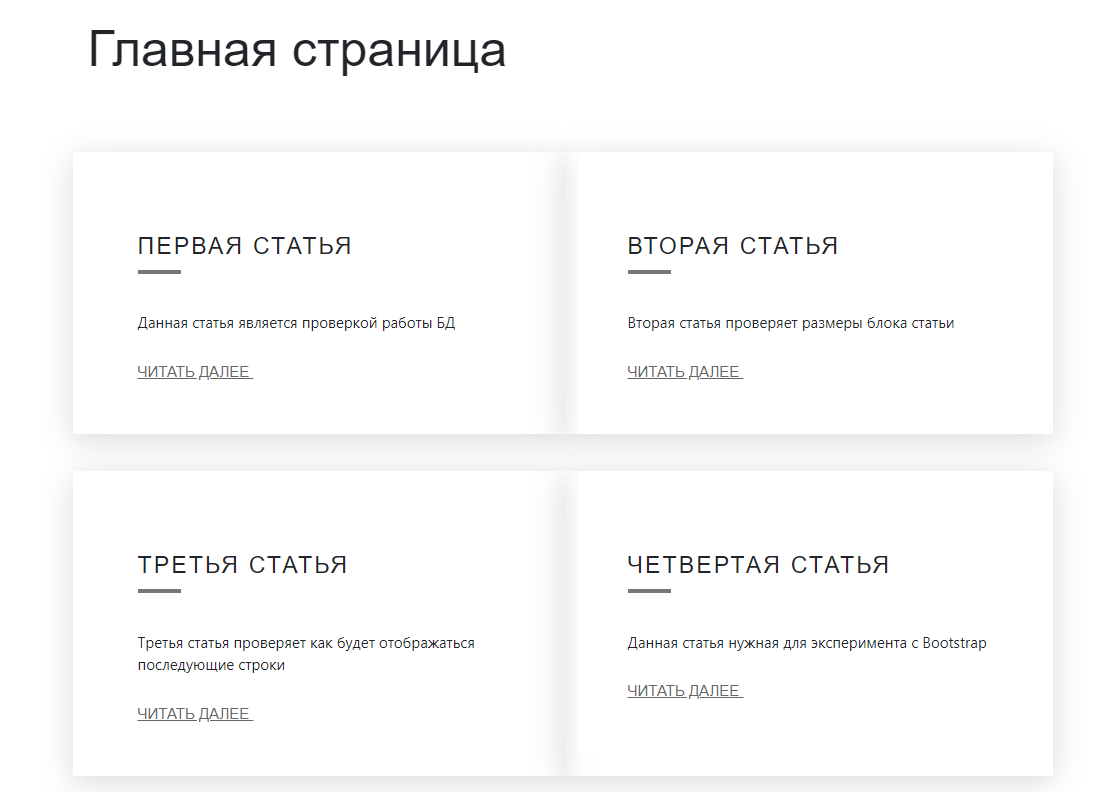 Главная страница
ПЕРВАЯ СТАТЬЯ
Данная статья является проверкой работы БД
ЧИТАТЬ ДАЛЕЕ
ВТОРАЯ СТАТЬЯ
Вторая статья проверяет размеры блока статьи
ЧИТАТЬ ДАЛЕЕ
ТРЕТЬЯ СТАТЬЯ
Третья статья проверяет как будет отображаться
последующие строки
ЧИТАТЬ ДАЛЕЕ
ЧЕТВЕРТАЯ СТАТЬЯ
Данная статья нужная для эксперимента с Bootstrap
ЧИТАТЬ ДАЛЕЕ